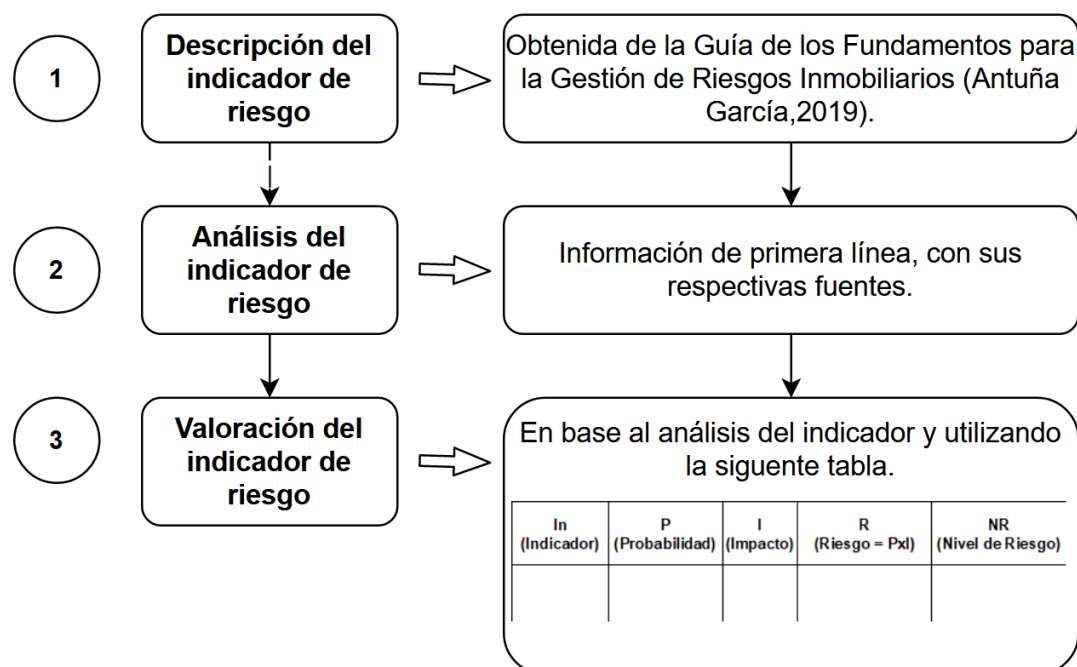 1
Descripción del
indicador de
riesgo
Obtenida de la Guía de los Fundamentos para
la Gestión de Riesgos Inmobiliarios (Antuña
García,2019).
2
Análisis del
indicador de
riesgo
Información de primera línea, con sus
respectivas fuentes.
3
Valoración del
indicador de
riesgo
En base al análisis del indicador y utilizando
la siguente tabla.
In P I R NR
(Indicador) (Probabilidad) (Impacto) (Riesgo = PxI) (Nivel de Riesgo)